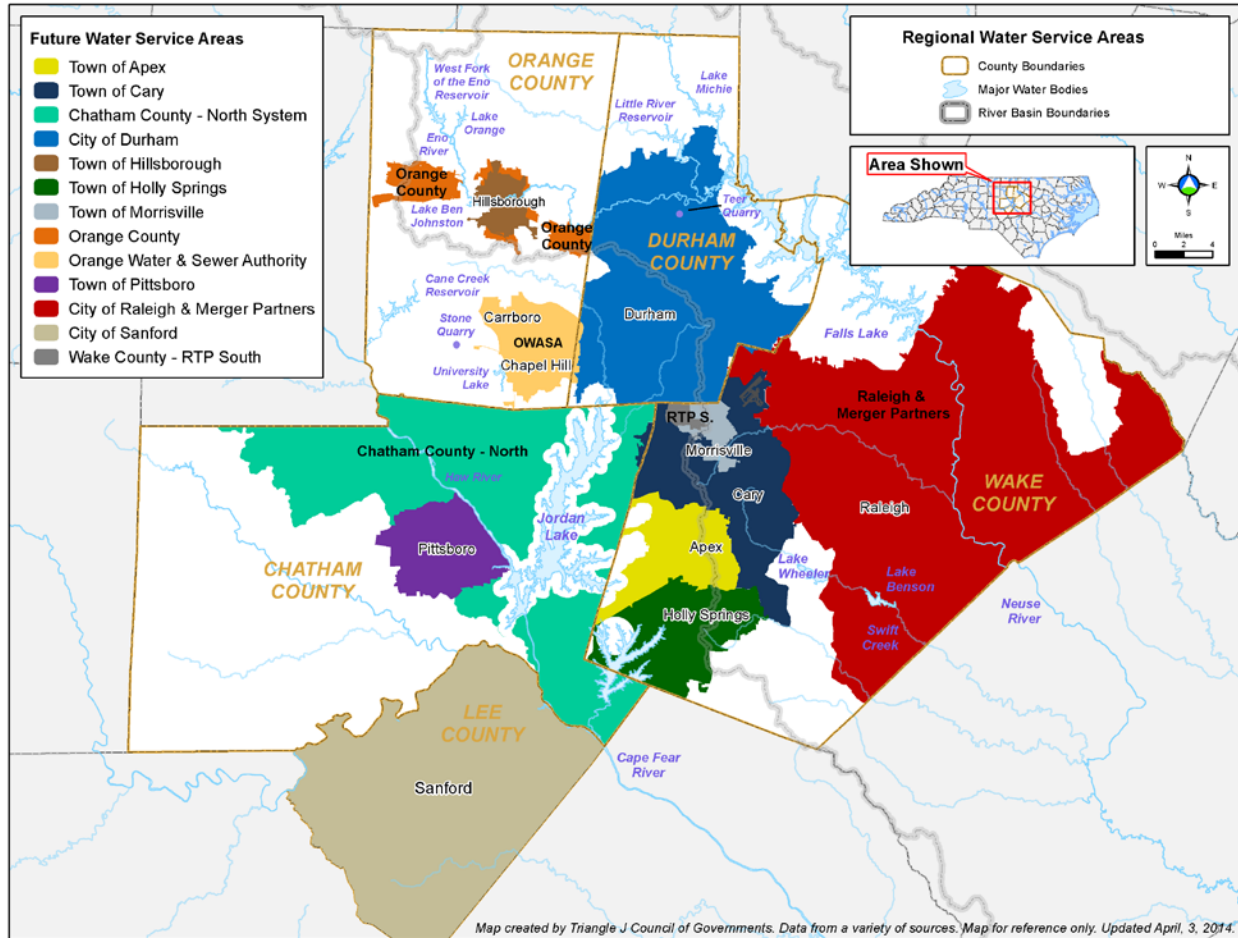 Future Water Service Areas
Town of Apex
Town of Cary
Chatham County - North System
City of Durham
Town of Hillsborough
Town of Holly Springs
Town of Morrisville
Orange County
Orange Water & Sewer Authority
Town of Pittsboro
City of Raleigh & Merger Partners
City of Sanford
Wake County - RTP South
Regional Water Service Areas
County Boundaries
Major Water Bodies
River Basin Boundaries
Area Shown
N
W
E
S
Miles
0 2 4
ORANGE
COUNTY
West Fork
of the Eno
Reservoir
Lake
Orange
Eno
River
Little River
Reservoir
Lake
Michie
Orange
County
Hillsborough
Lake Ben
Johnston
Orange
County
Teer
Quarry
DURHAM
COUNTY
Durham
Cane Creek
Reservoir
Stone
Quarry
Carrboro
OWASA
Chapel Hill
University
Lake
Falls Lake
Raleigh &
Merger Partners
WAKE
COUNTY
Raleigh
RTP S.
Morrisville
Cary
Chatham County - North
Haw River
Jordan
Lake
Pittsboro
Apex
Lake
Wheeler
Lake
Benson
Swift
Creek
Neuse
River
Holly Springs
CHATHAM
COUNTY
LEE
COUNTY
Sanford
Cape Fear
River
Map created by Triangle J Council of Governments. Data from a variety of sources. Map for reference only. Updated April, 3, 2014.